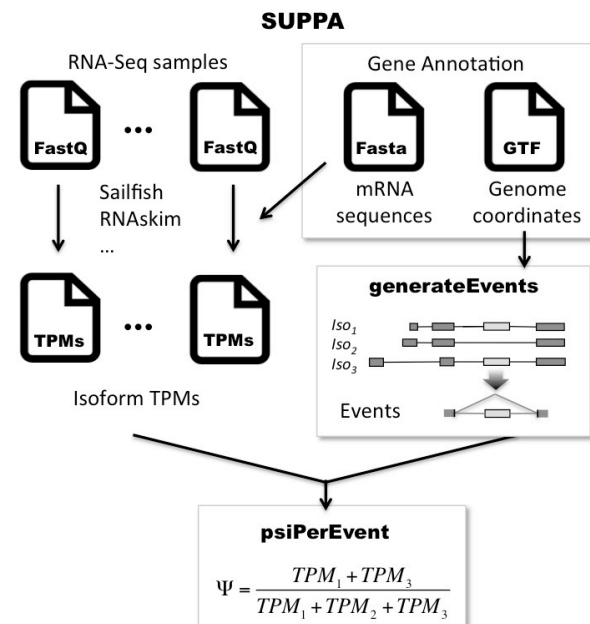 SUPPA
RNA-Seq samples
Gene Annotation
FastQ
...
FastQ
Fasta
GTF
Sailfish
RNAskim
...
mRNA
sequences
Genome
coordinates
TPMs
...
TPMs
Isoform TPMs
generateEvents
Iso₁
Iso₂
Iso₃
Events
psiPerEvent
Ψ = (TPM₁ + TPM₃) / (TPM₁ + TPM₂ + TPM₃)